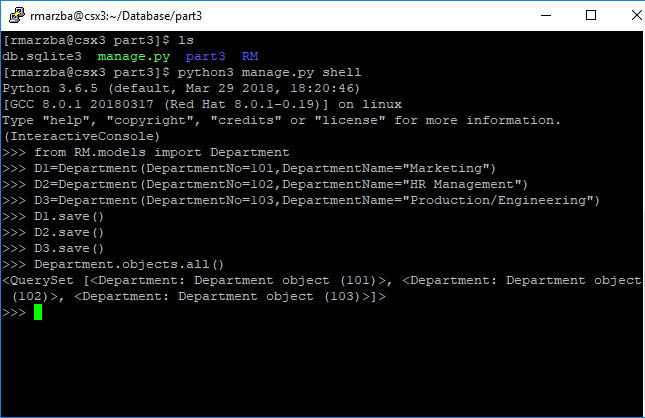 rmarzba@csx3:~/Database/part3
[rmarzba@csx3 part3]$ ls
db.sqlite3  manage.py  part3  RM
[rmarzba@csx3 part3]$ python3 manage.py shell
Python 3.6.5 (default, Mar 29 2018, 18:20:46)
[GCC 8.0.1 20180317 (Red Hat 8.0.1-0.19)] on linux
Type "help", "copyright", "credits" or "license" for more information.
(InteractiveConsole)
>>> from RM.models import Department
>>> D1=Department(DepartmentNo=101,DepartmentName="Marketing")
>>> D2=Department(DepartmentNo=102,DepartmentName="HR Management")
>>> D3=Department(DepartmentNo=103,DepartmentName="Production/Engineering")
>>> D1.save()
>>> D2.save()
>>> D3.save()
>>> Department.objects.all()
<QuerySet [<Department: Department object (101)>, <Department: Department object
 (102)>, <Department: Department object (103)>]>
>>>